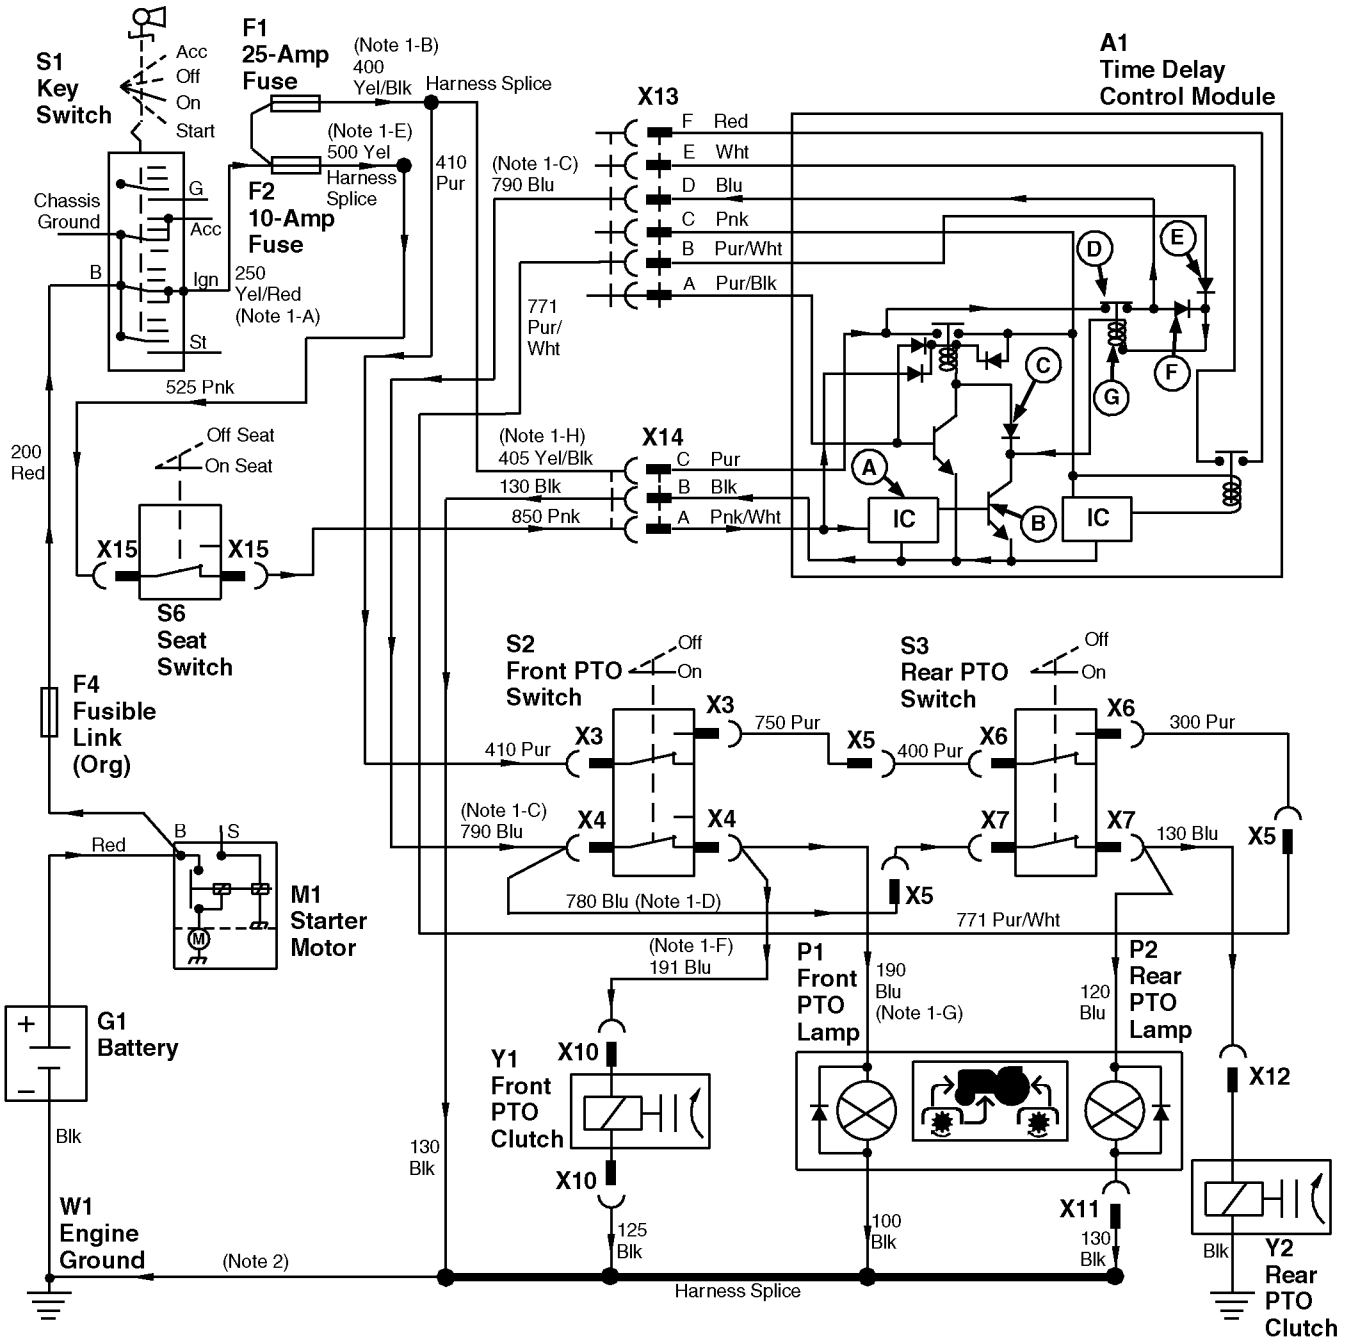 S1
Key
Switch
Acc
Off
On
Start
F1
25-Amp
Fuse
(Note 1-B)
400
Yel/Blk
Harness Splice
(Note 1-E)
500 Yel
Harness
Splice
F2
10-Amp
Fuse
410
Pur
(Note 1-C)
790 Blu
X13
F Red
E Wht
D Blu
C Pnk
B Pur/Wht
A Pur/Blk
A1
Time Delay
Control Module
Chassis
Ground
G
Acc
B
Ign
St
250
Yel/Red
(Note 1-A)
771
Pur/
Wht
D
E
F
G
C
A
B
IC
IC
525 Pnk
200
Red
Off Seat
On Seat
(Note 1-H)
405 Yel/Blk
130 Blk
850 Pnk
X14
C Pur
B Blk
A Pnk/Wht
X15
X15
S6
Seat
Switch
F4
Fusible
Link
(Org)
S2
Front PTO
Switch
Off
On
S3
Rear PTO
Switch
Off
On
X3
X3
410 Pur
750 Pur
X5
400 Pur
X6
X6
300 Pur
(Note 1-C)
790 Blu
X4
X4
X7
X7
130 Blu
X5
780 Blu (Note 1-D)
X5
771 Pur/Wht
Red
B
S
M
M1
Starter
Motor
(Note 1-F)
191 Blu
P1
Front
PTO
Lamp
190
Blu
(Note 1-G)
120
Blu
P2
Rear
PTO
Lamp
G1
Battery
+
−
Blk
Y1
Front
PTO
Clutch
X10
X10
X12
130
Blk
125
Blk
100
Blk
X11
130
Blk
Blk
Y2
Rear
PTO
Clutch
W1
Engine
Ground
(Note 2)
Harness Splice